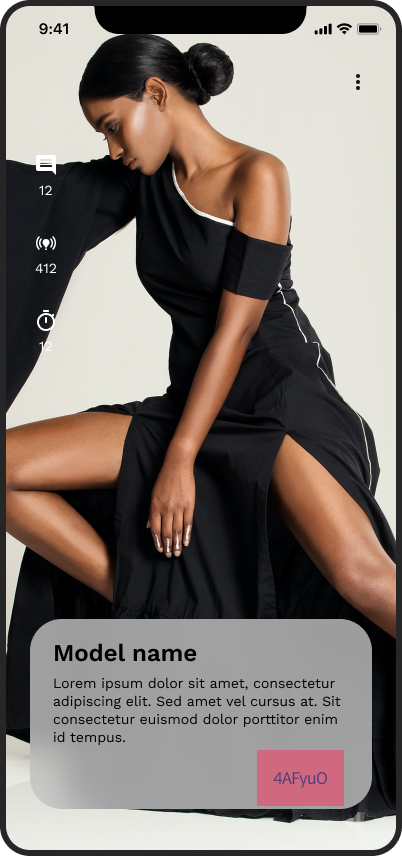 9:41
12
412
12
Model name
Lorem ipsum dolor sit amet, consectetur
adipiscing elit. Sed amet vel cursus at. Sit
consectetur euismod dolor porttitor enim
id tempus.
4AFyuO